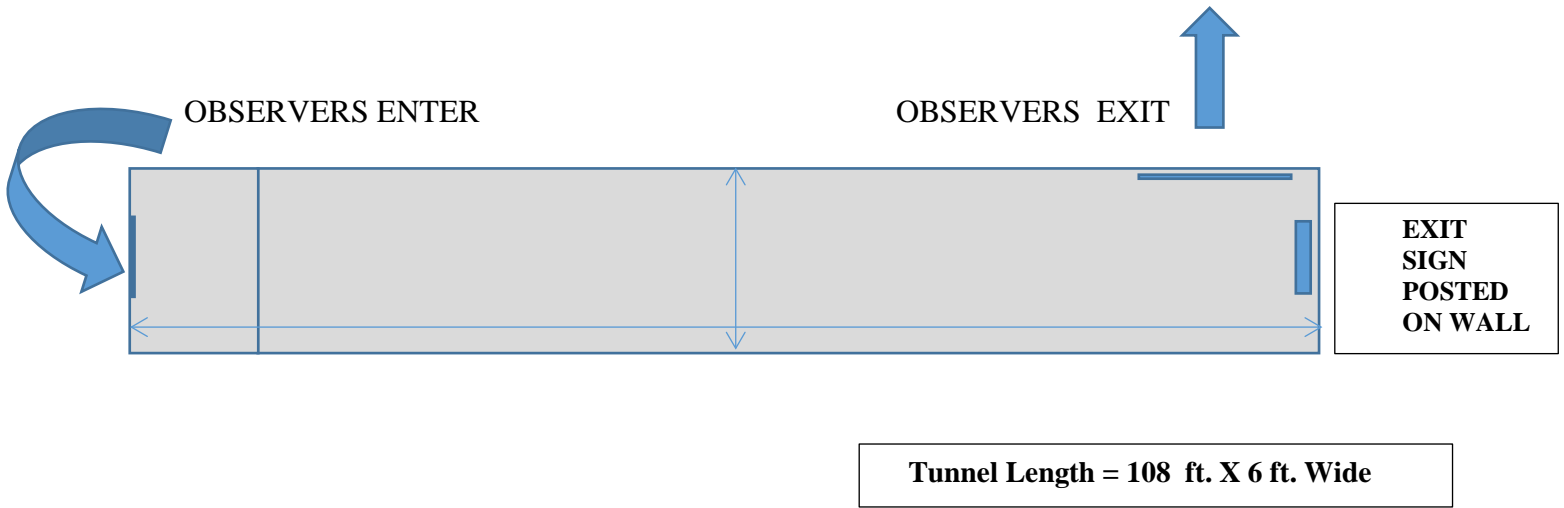 OBSERVERS ENTER
OBSERVERS EXIT
EXIT
SIGN
POSTED
ON WALL
Tunnel Length = 108 ft. X 6 ft. Wide